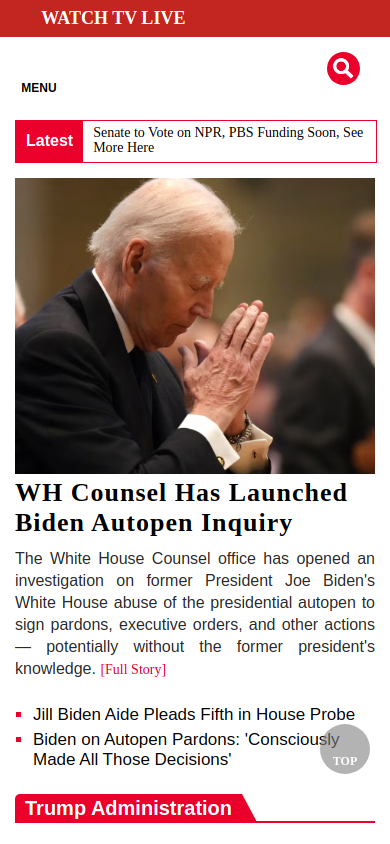 WATCH TV LIVE
MENU
Latest
Senate to Vote on NPR, PBS Funding Soon, See
More Here
WH Counsel Has Launched
Biden Autopen Inquiry
The White House Counsel office has opened an
investigation on former President Joe Biden's
White House abuse of the presidential autopen to
sign pardons, executive orders, and other actions
— potentially without the former president's
knowledge. [Full Story]
Jill Biden Aide Pleads Fifth in House Probe
Biden on Autopen Pardons: 'Consciously
Made All Those Decisions'
TOP
Trump Administration